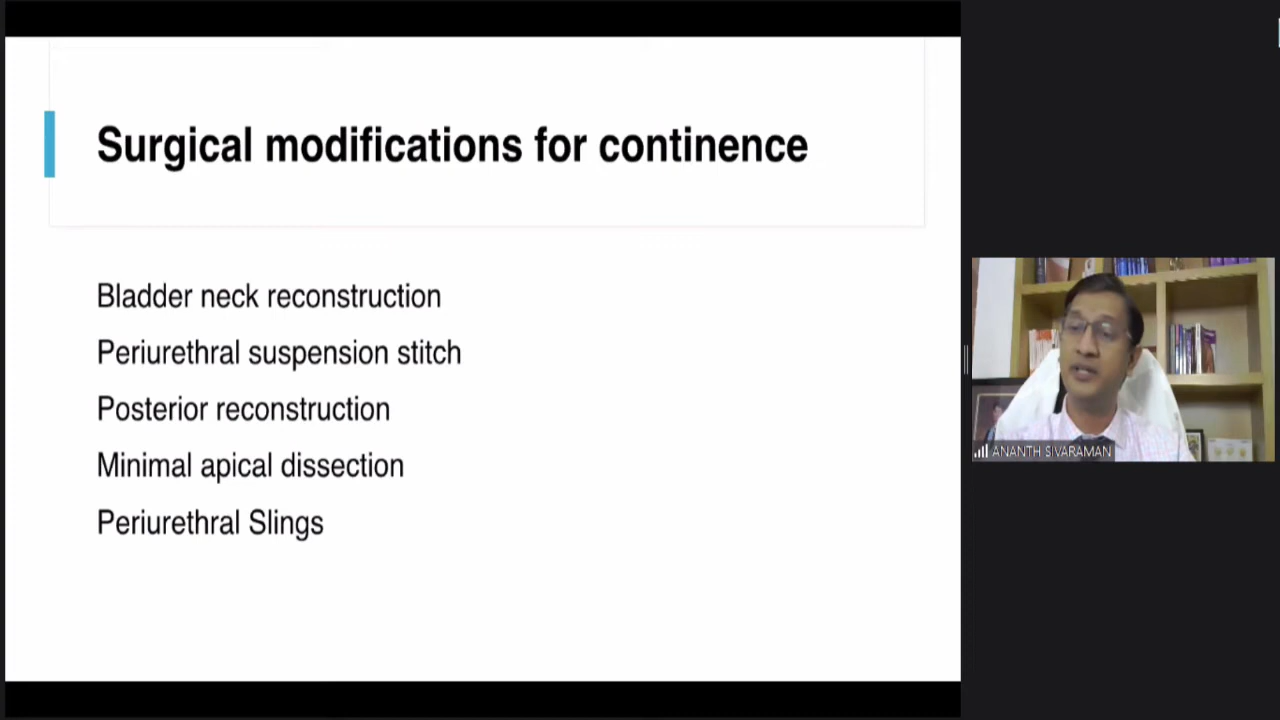 Surgical modifications for continence
Bladder neck reconstruction
Periurethral suspension stitch
Posterior reconstruction
Minimal apical dissection
Periurethral Slings
ANANTH SIVARAMAN